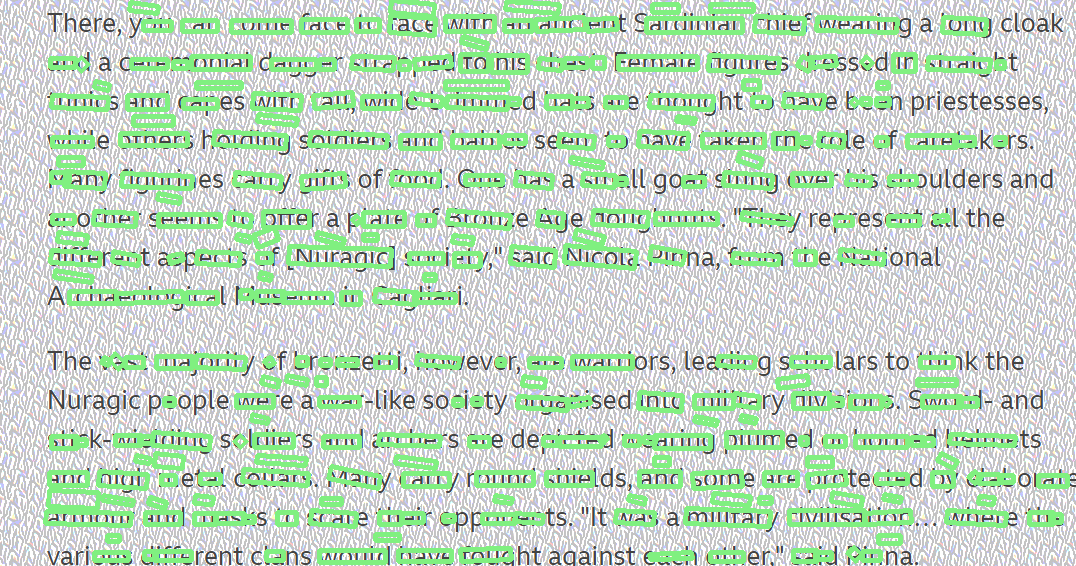 There, you can come face to face with an ancient Sardinian chief wearing a long cloak
and a ceremonial dagger strapped to his chest. Female figures dressed in straight
tunics and capes with tall, wide-brimmed hats are thought to have been priestesses,
while others holding soldiers and babies seem to have taken the role of caretakers.
Many figurines carry gifts of food. One has a small goat slung over his shoulders and
another seems to offer a plate of Bronze Age doughnuts. "They represent all the
different aspects of [Nuragic] society," said Nicola Pinna, from the National
Archaeological Museum in Cagliari.
The vast majority of bronzetti, however, are warriors, leading scholars to think the
Nuragic people were a war-like society organised into military divisions. Sword- and
stick-wielding soldiers and archers are depicted wearing plumed or horned helmets
and high metal collars. Many carry round shields, and some are protected by elaborate
armour and masks to scare their opponents. "It was a military civilisation... where the
various different clans would have fought against each other," said Pinna.